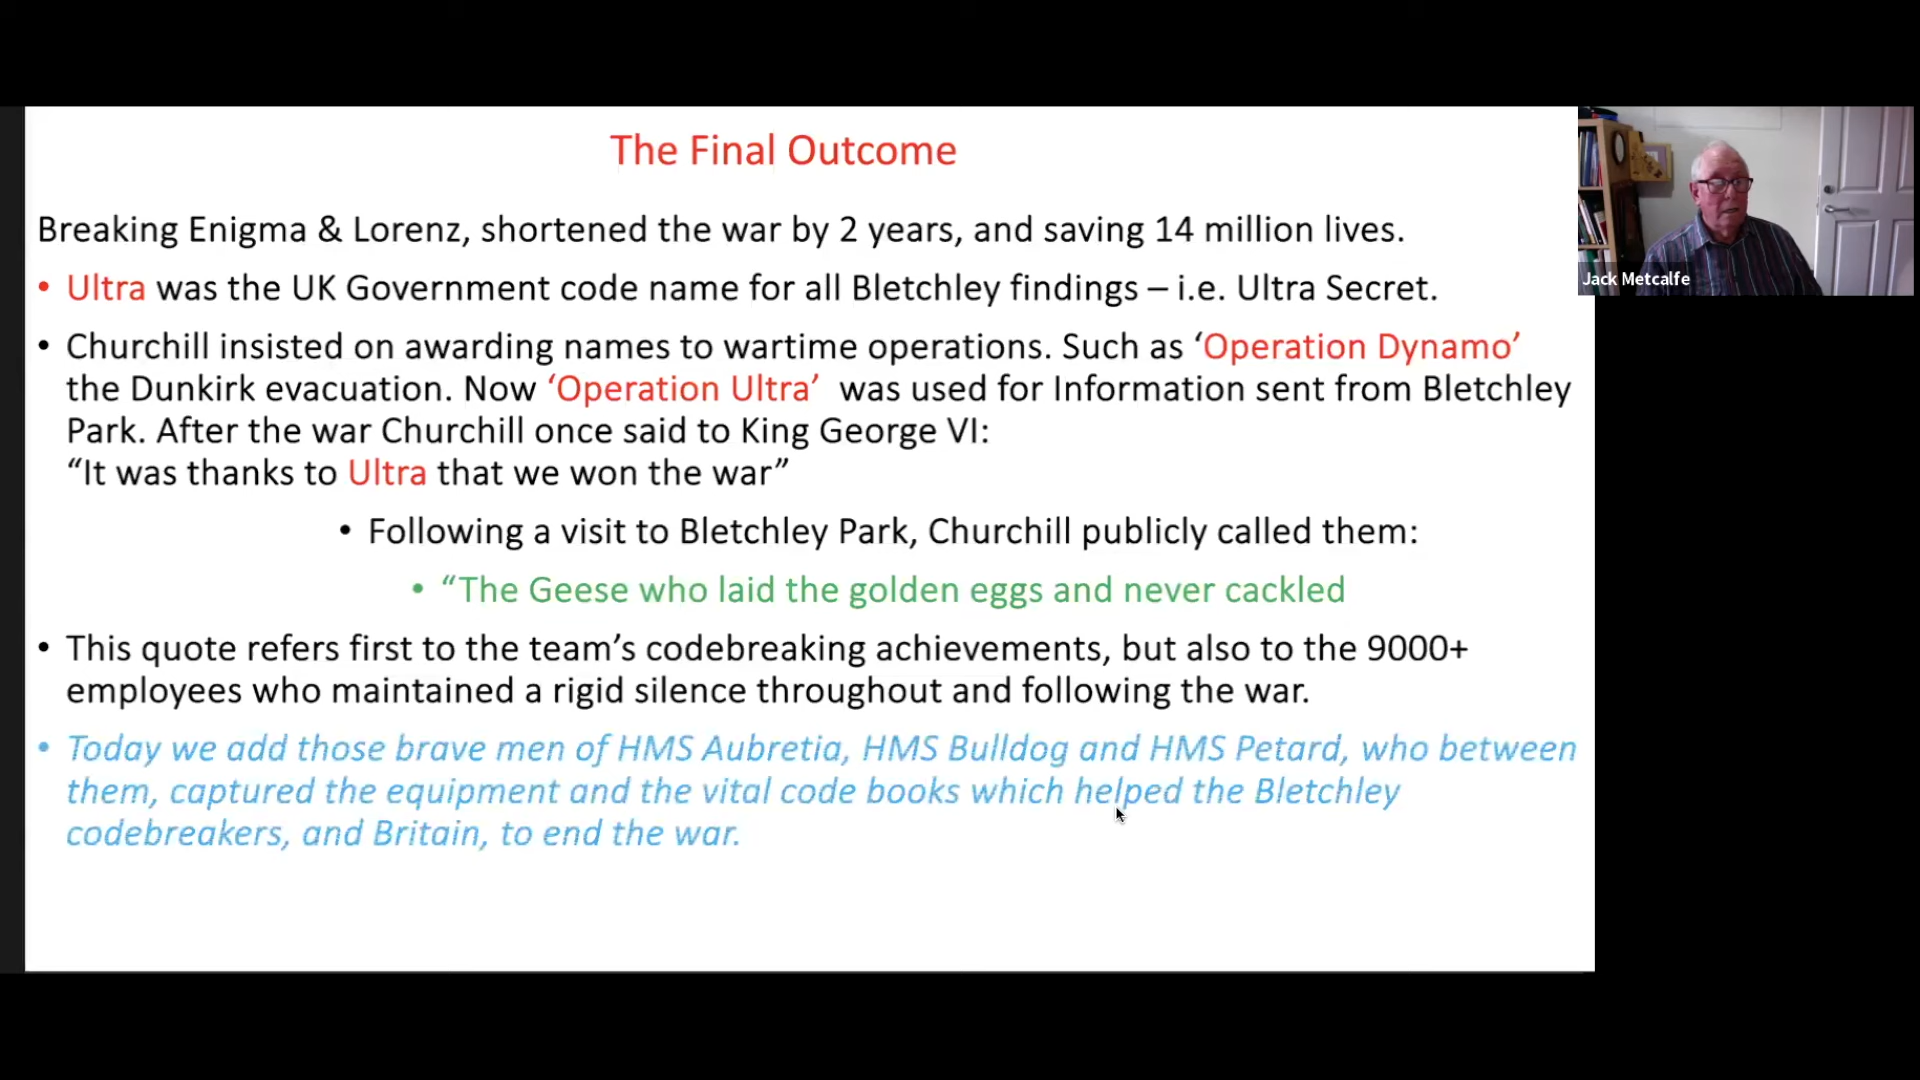 The Final Outcome
Breaking Enigma & Lorenz, shortened the war by 2 years, and saving 14 million lives.
• Ultra was the UK Government code name for all Bletchley findings – i.e. Ultra Secret.
• Churchill insisted on awarding names to wartime operations. Such as ‘Operation Dynamo’
the Dunkirk evacuation. Now ‘Operation Ultra’ was used for Information sent from Bletchley
Park. After the war Churchill once said to King George VI:
“It was thanks to Ultra that we won the war”
• Following a visit to Bletchley Park, Churchill publicly called them:
• “The Geese who laid the golden eggs and never cackled
• This quote refers first to the team’s codebreaking achievements, but also to the 9000+
employees who maintained a rigid silence throughout and following the war.
• Today we add those brave men of HMS Aubretia, HMS Bulldog and HMS Petard, who between
them, captured the equipment and the vital code books which helped the Bletchley
codebreakers, and Britain, to end the war.
Jack Metcalfe